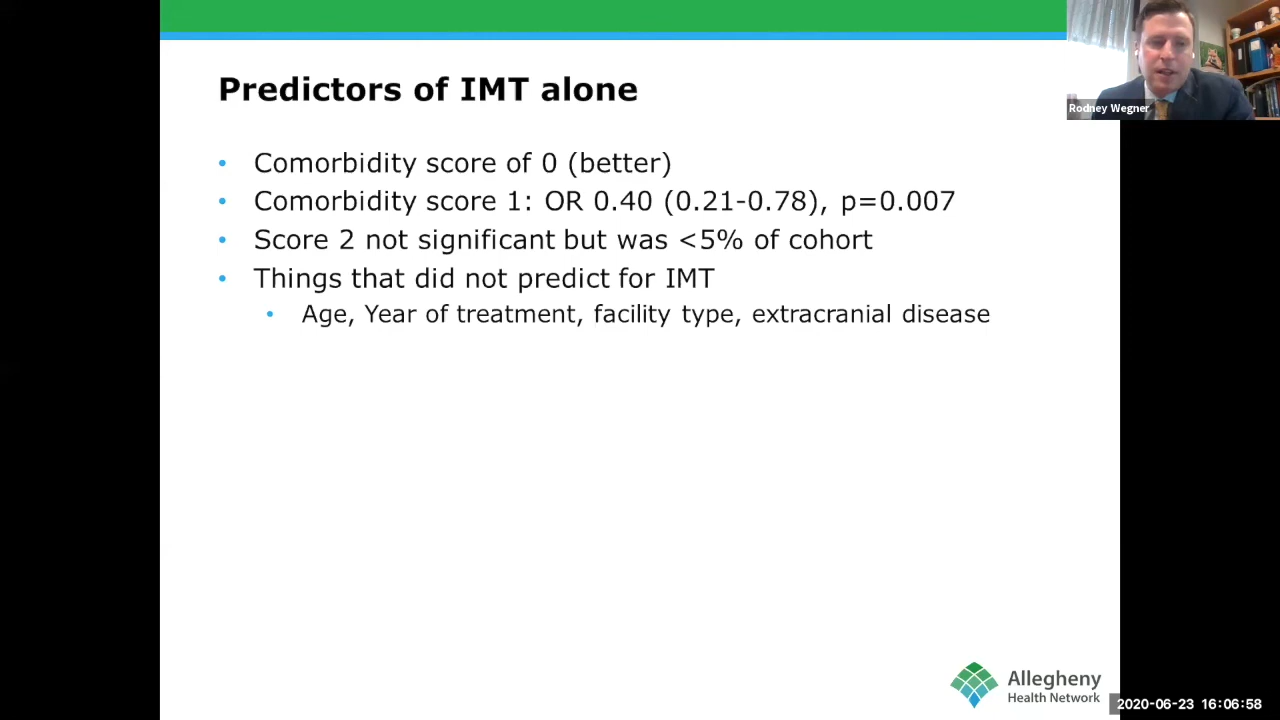 Predictors of IMT alone
Rodney Wegner
• Comorbidity score of 0 (better)
• Comorbidity score 1: OR 0.40 (0.21-0.78), p=0.007
• Score 2 not significant but was <5% of cohort
• Things that did not predict for IMT
• Age, Year of treatment, facility type, extracranial disease
Allegheny
Health Network
2020-06-23 16:06:58